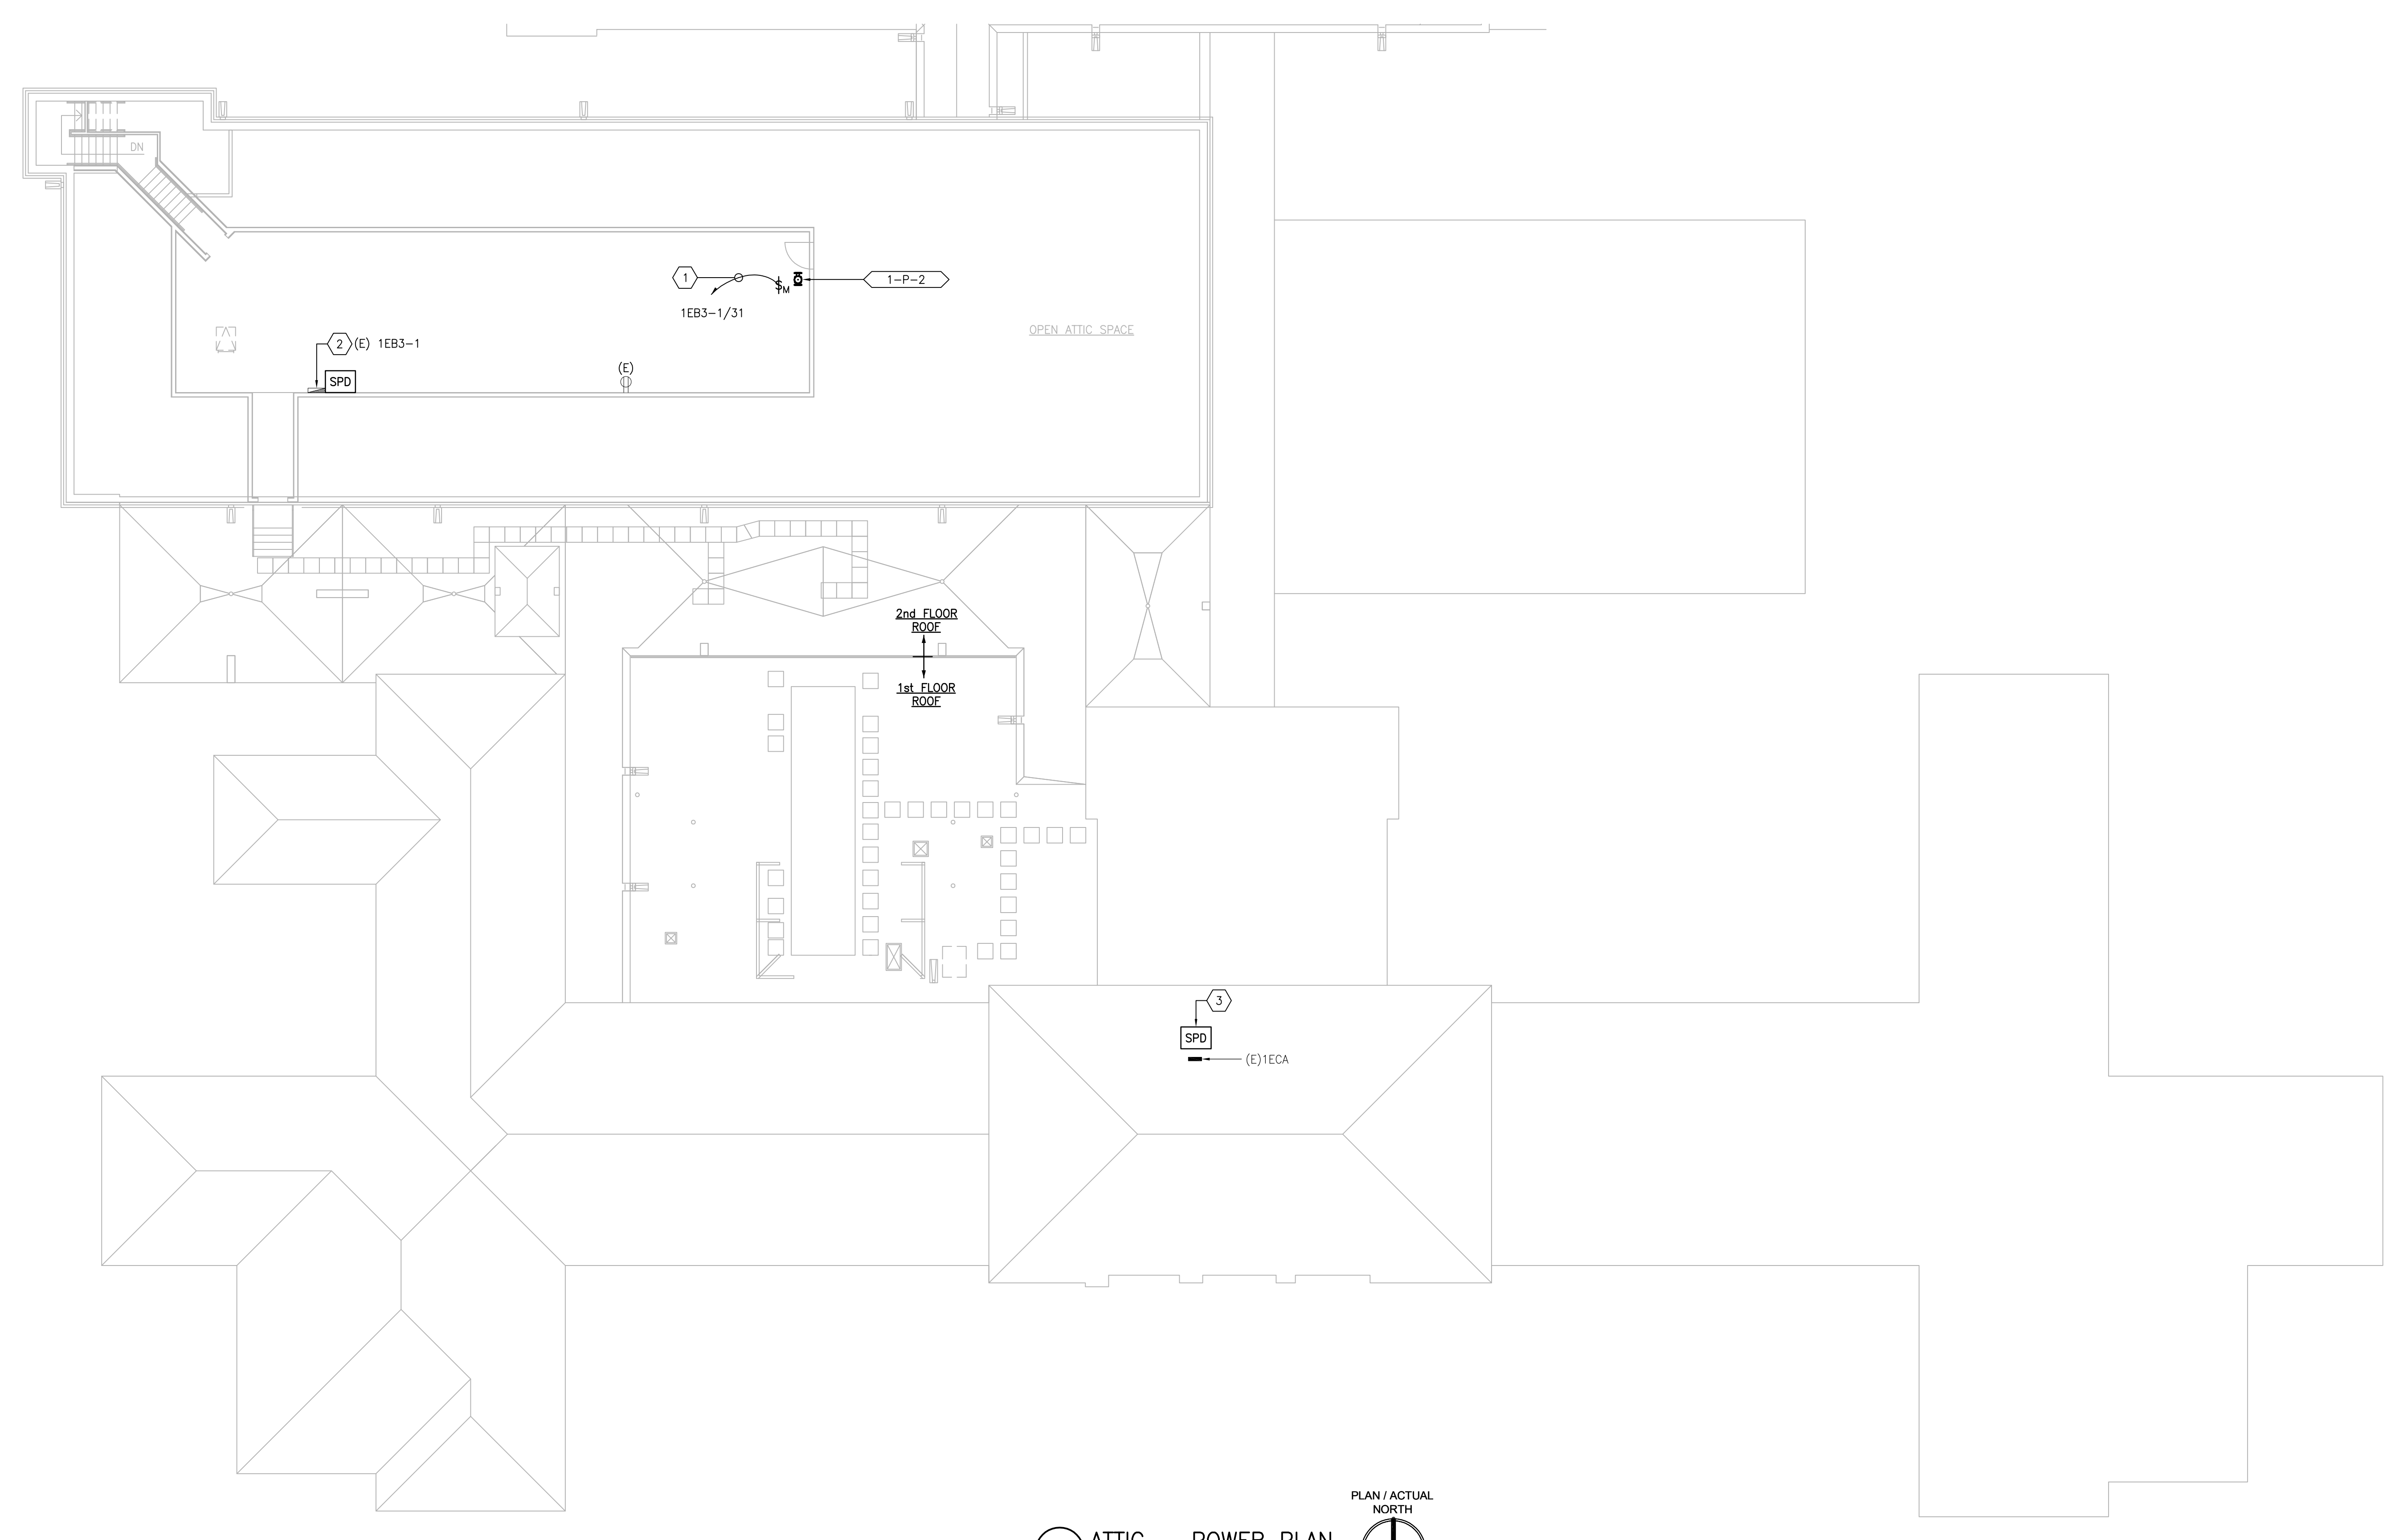 DN
1
$M
1-P-2
1EB3-1/31
OPEN ATTIC SPACE
2
(E) 1EB3-1
(E)
SPD
2nd FLOOR
ROOF
1st FLOOR
ROOF
3
SPD
(E)1ECA
PLAN / ACTUAL
NORTH
ATTIC POWER PLAN